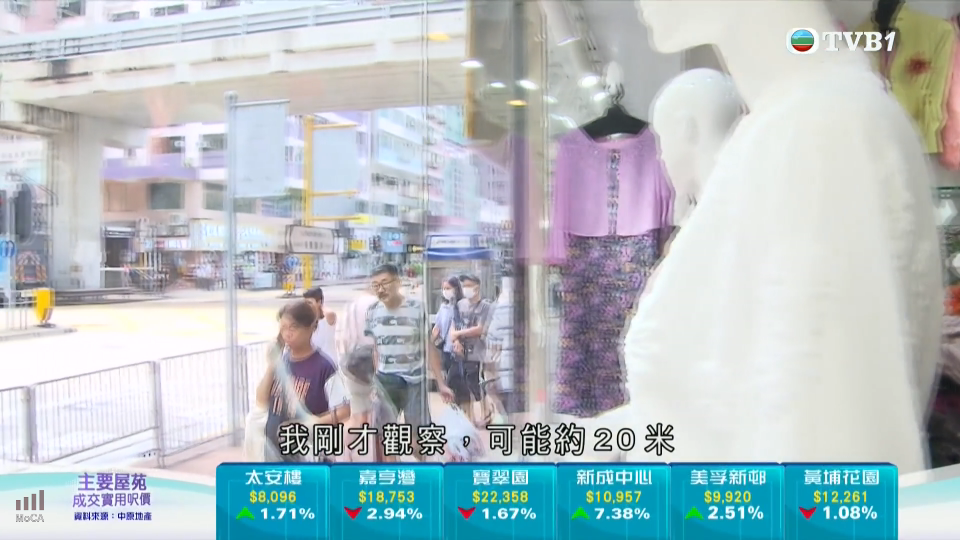 TVB1
我剛才觀察，可能約20米
主要屋苑
成交實用呎價
資料來源：中原地產
MoCA
太安樓
$8,096
1.71%
嘉亨灣
$18,753
2.94%
寶翠園
$22,358
1.67%
新成中心
$10,957
7.38%
美孚新邨
$9,920
2.51%
黃埔花園
$12,261
1.08%